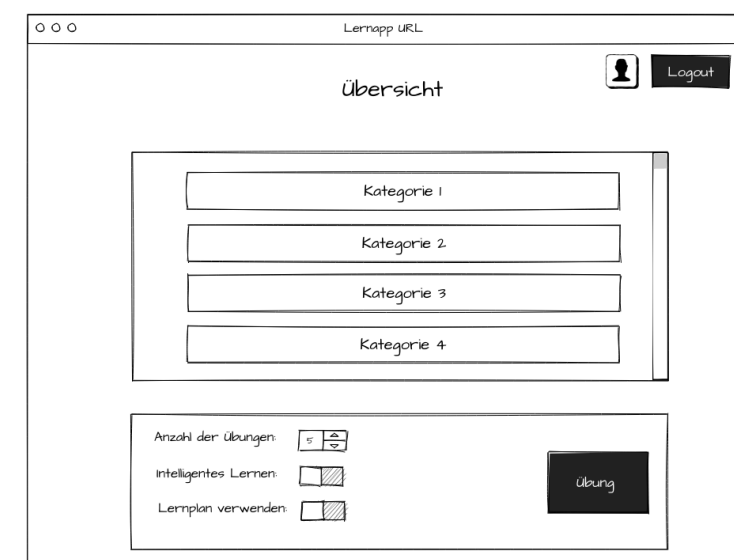 Lernapp URL
Logout
Übersicht
Kategorie 1
Kategorie 2
Kategorie 3
Kategorie 4
Anzahl der Übungen: 5
Intelligentes Lernen:
Lernplan verwenden:
Übung